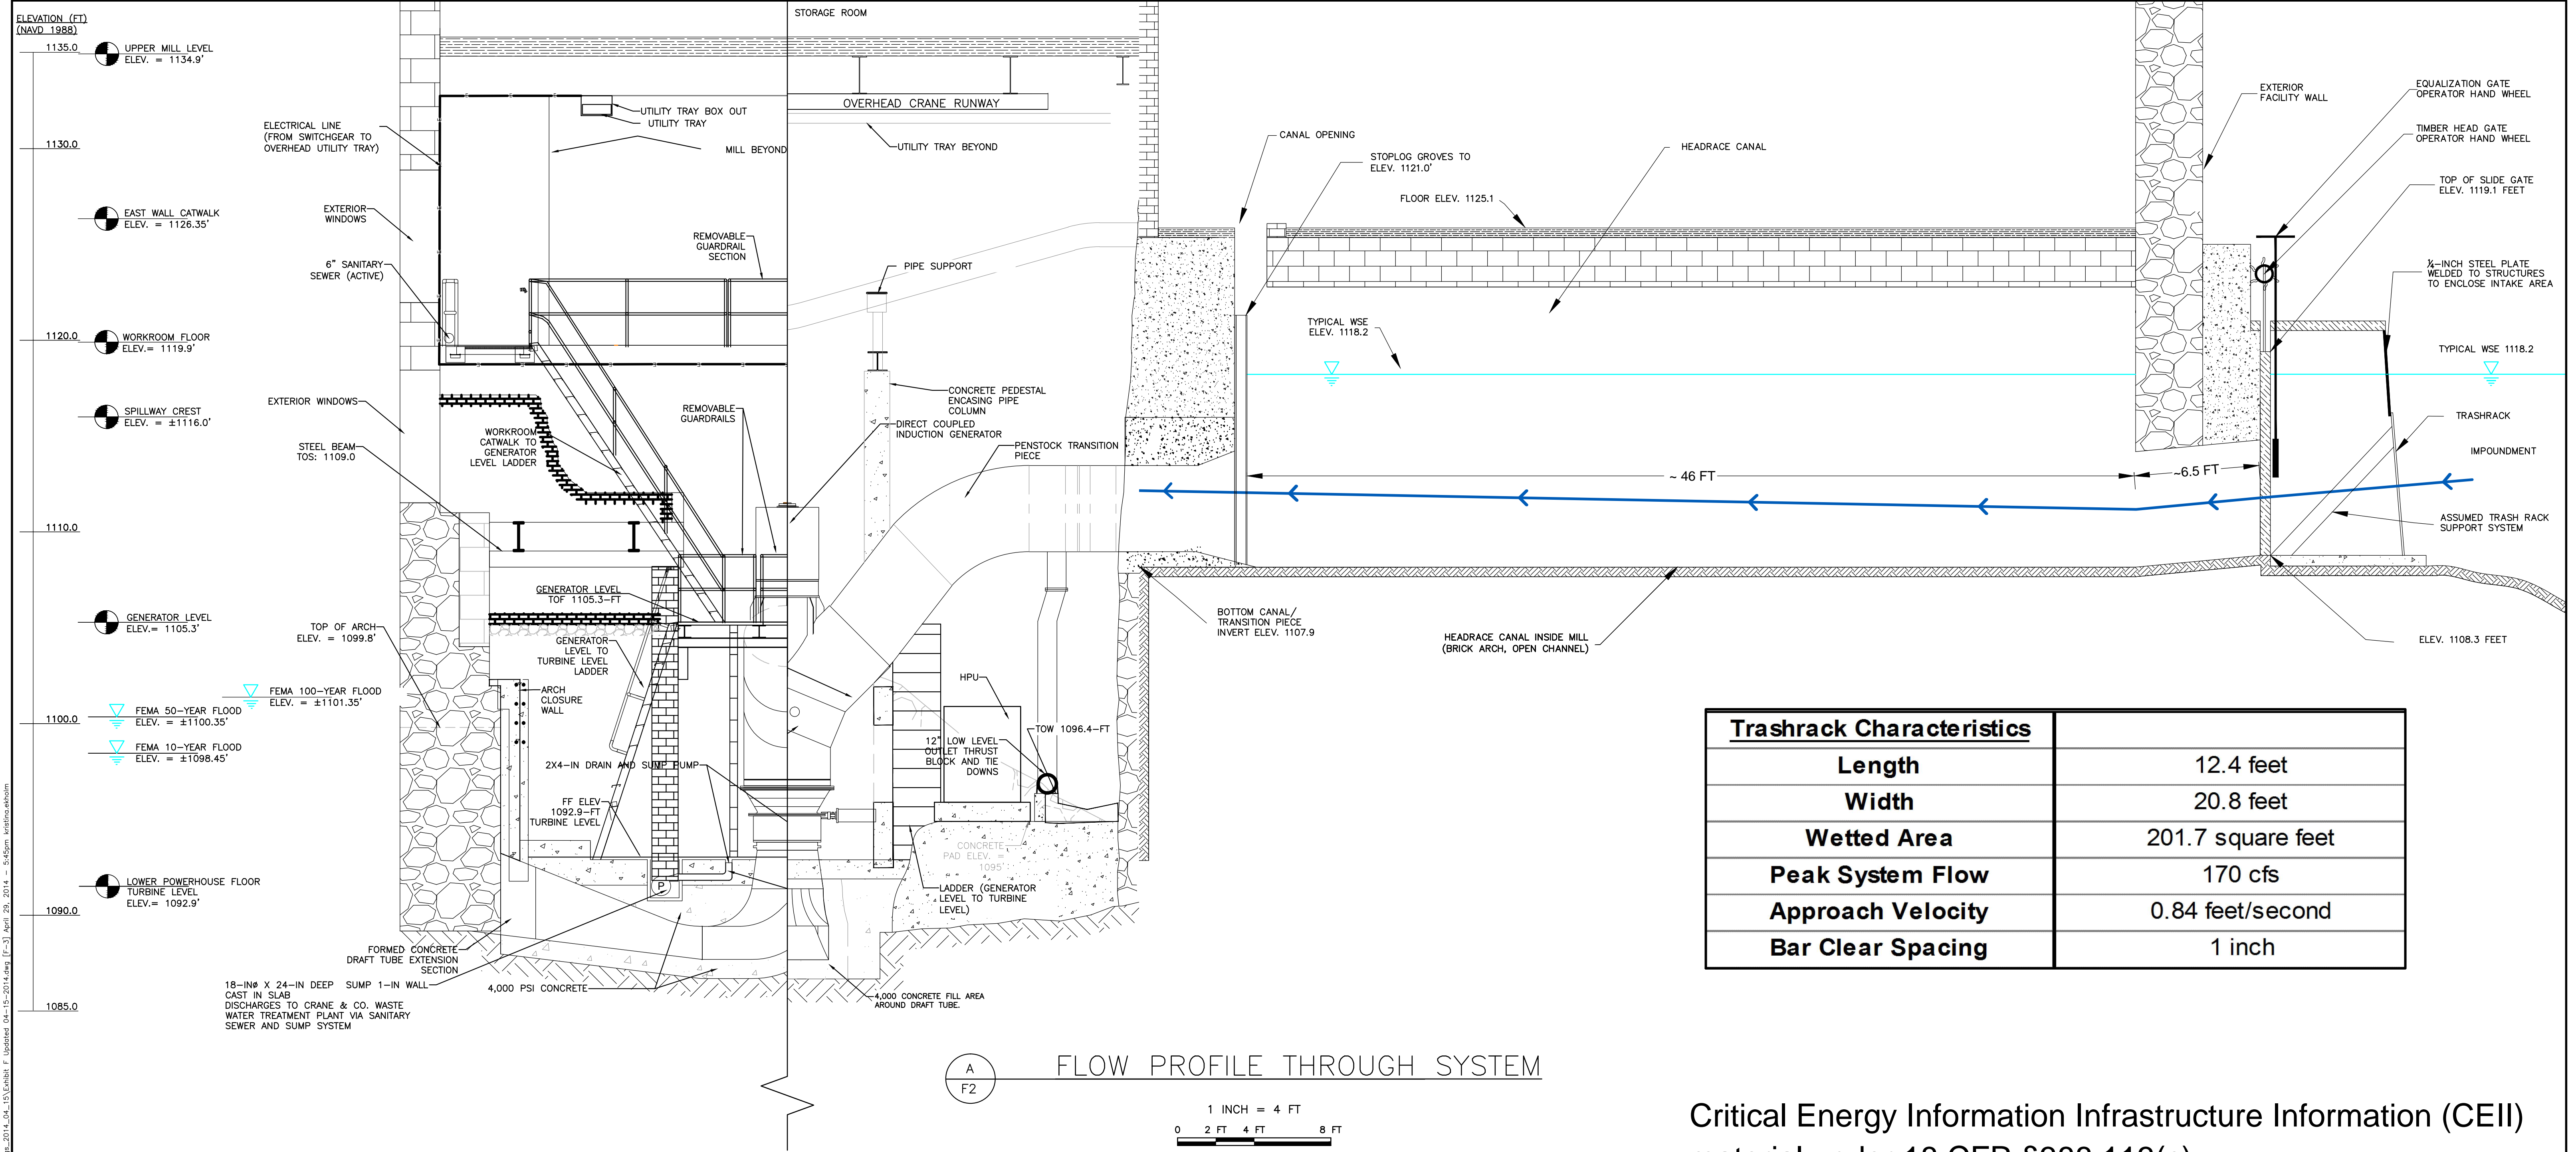 ELEVATION (FT)
(NAVD 1988)
1135.0
1130.0
1120.0
1110.0
1100.0
1090.0
1085.0
UPPER MILL LEVEL
ELEV. = 1134.9'
EAST WALL CATWALK
ELEV. = 1126.35'
WORKROOM FLOOR
ELEV.= 1119.9'
SPILLWAY CREST
ELEV. = ±1116.0'
GENERATOR LEVEL
ELEV.= 1105.3'
FEMA 100-YEAR FLOOD
ELEV. = ±1101.35'
FEMA 50-YEAR FLOOD
ELEV. = ±1100.35'
FEMA 10-YEAR FLOOD
ELEV. = ±1098.45'
LOWER POWERHOUSE FLOOR
TURBINE LEVEL
ELEV.= 1092.9'
STORAGE ROOM
OVERHEAD CRANE RUNWAY
UTILITY TRAY BOX OUT
UTILITY TRAY
MILL BEYOND
UTILITY TRAY BEYOND
ELECTRICAL LINE
(FROM SWITCHGEAR TO
OVERHEAD UTILITY TRAY)
EXTERIOR
WINDOWS
6" SANITARY
SEWER (ACTIVE)
REMOVABLE
GUARDRAIL
SECTION
PIPE SUPPORT
EXTERIOR WINDOWS
STEEL BEAM
TOS: 1109.0
WORKROOM
CATWALK TO
GENERATOR
LEVEL LADDER
REMOVABLE
GUARDRAILS
CONCRETE PEDESTAL
ENCASING PIPE
COLUMN
DIRECT COUPLED
INDUCTION GENERATOR
PENSTOCK TRANSITION
PIECE
GENERATOR LEVEL
TOF 1105.3-FT
TOP OF ARCH
ELEV. = 1099.8'
GENERATOR
LEVEL TO
TURBINE LEVEL
LADDER
ARCH
CLOSURE
WALL
2X4-IN DRAIN AND SUMP PUMP
FF ELEV
1092.9-FT
TURBINE LEVEL
HPU
12" LOW LEVEL
OUTLET THRUST
BLOCK AND TIE
DOWNS
TOW 1096.4-FT
CONCRETE
PAD ELEV. =
1095'
LADDER (GENERATOR
LEVEL TO TURBINE
LEVEL)
P
FORMED CONCRETE
DRAFT TUBE EXTENSION
SECTION
18-INø X 24-IN DEEP SUMP 1-IN WALL
CAST IN SLAB
DISCHARGES TO CRANE & CO. WASTE
WATER TREATMENT PLANT VIA SANITARY
SEWER AND SUMP SYSTEM
4,000 PSI CONCRETE
4,000 CONCRETE FILL AREA
AROUND DRAFT TUBE.
CANAL OPENING
STOPLOG GROVES TO
ELEV. 1121.0'
HEADRACE CANAL
FLOOR ELEV. 1125.1
TYPICAL WSE
ELEV. 1118.2
~ 46 FT
~6.5 FT
BOTTOM CANAL/
TRANSITION PIECE
INVERT ELEV. 1107.9
HEADRACE CANAL INSIDE MILL
(BRICK ARCH, OPEN CHANNEL)
EXTERIOR
FACILITY WALL
EQUALIZATION GATE
OPERATOR HAND WHEEL
TIMBER HEAD GATE
OPERATOR HAND WHEEL
TOP OF SLIDE GATE
ELEV. 1119.1 FEET
¼-INCH STEEL PLATE
WELDED TO STRUCTURES
TO ENCLOSE INTAKE AREA
TYPICAL WSE 1118.2
TRASHRACK
IMPOUNDMENT
ASSUMED TRASH RACK
SUPPORT SYSTEM
ELEV. 1108.3 FEET
Trashrack Characteristics
Length 12.4 feet
Width 20.8 feet
Wetted Area 201.7 square feet
Peak System Flow 170 cfs
Approach Velocity 0.84 feet/second
Bar Clear Spacing 1 inch
A
F2
FLOW PROFILE THROUGH SYSTEM
1 INCH = 4 FT
0 2 FT 4 FT 8 FT
Critical Energy Information Infrastructure Information (CEII)
_2014_04_15\Exhibit F Updated 04-15-2014.dwg [F-3] April 29, 2014 - 5:45pm kristina.ekholm